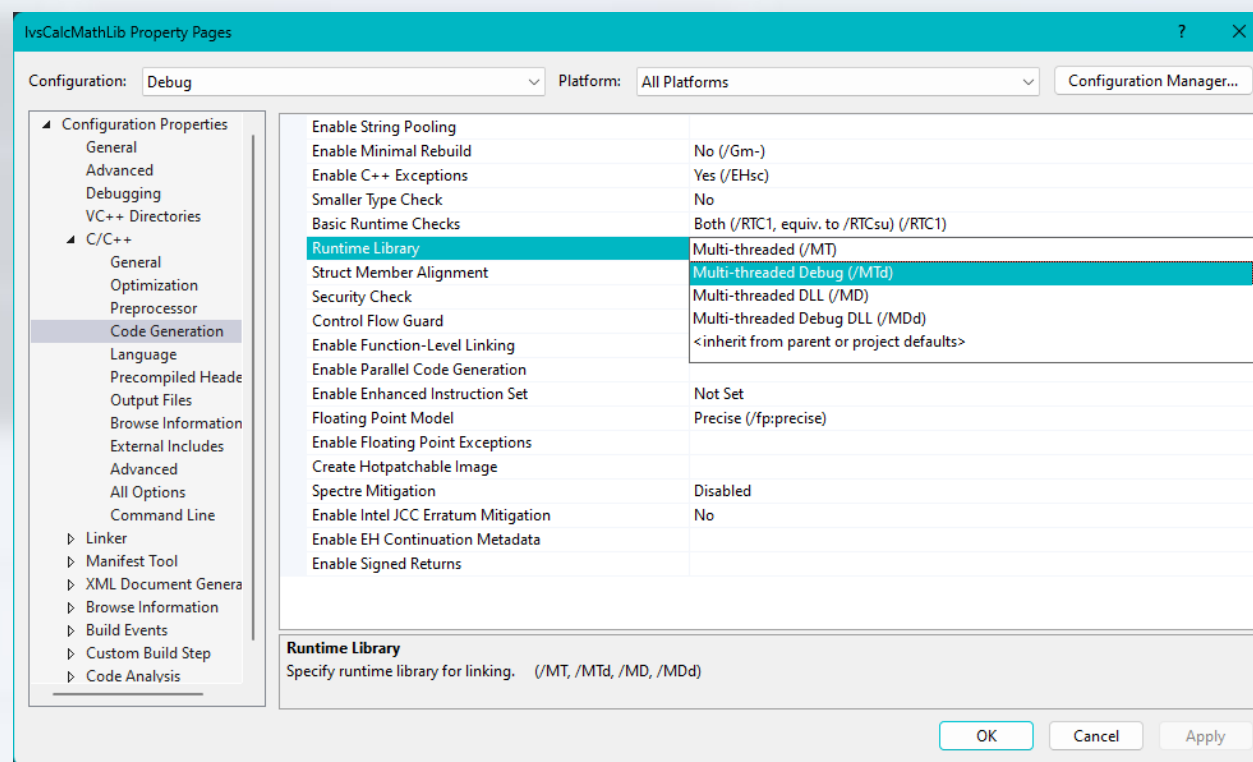 IvsCalcMathLib Property Pages
?
Configuration: Debug Platform: All Platforms Configuration Manager...
Configuration Properties
General
Advanced
Debugging
VC++ Directories
C/C++
General
Optimization
Preprocessor
Code Generation
Language
Precompiled Heade
Output Files
Browse Information
External Includes
Advanced
All Options
Command Line
Linker
Manifest Tool
XML Document Genera
Browse Information
Build Events
Custom Build Step
Code Analysis
Enable String Pooling
Enable Minimal Rebuild No (/Gm-)
Enable C++ Exceptions Yes (/EHsc)
Smaller Type Check No
Basic Runtime Checks Both (/RTC1, equiv. to /RTCsu) (/RTC1)
Runtime Library Multi-threaded (/MT)
Struct Member Alignment Multi-threaded Debug (/MTd)
Security Check Multi-threaded DLL (/MD)
Control Flow Guard Multi-threaded Debug DLL (/MDd)
Enable Function-Level Linking <inherit from parent or project defaults>
Enable Parallel Code Generation
Enable Enhanced Instruction Set Not Set
Floating Point Model Precise (/fp:precise)
Enable Floating Point Exceptions
Create Hotpatchable Image
Spectre Mitigation Disabled
Enable Intel JCC Erratum Mitigation No
Enable EH Continuation Metadata
Enable Signed Returns
Runtime Library
Specify runtime library for linking. (/MT, /MTd, /MD, /MDd)
OK Cancel Apply